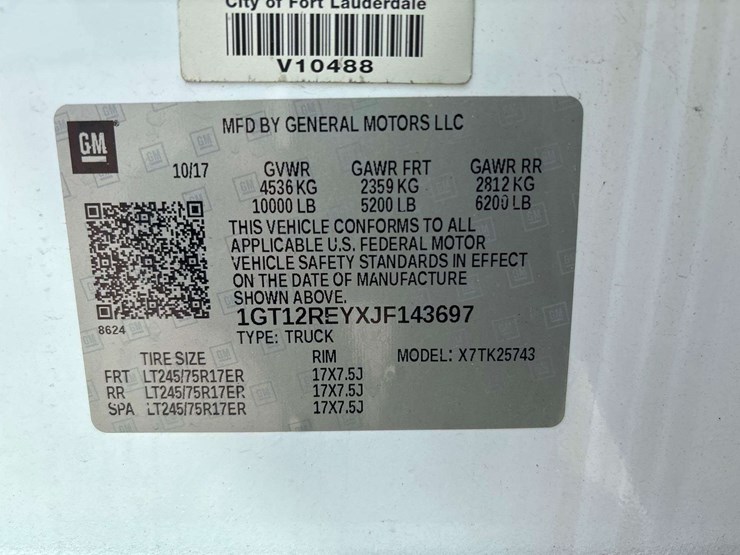 City of Fort Lauderdale
V10488
GM
MFD BY GENERAL MOTORS LLC
10/17 GVWR GAWR FRT GAWR RR
4536 KG 2359 KG 2812 KG
10000 LB 5200 LB 6200 LB
THIS VEHICLE CONFORMS TO ALL
APPLICABLE U.S. FEDERAL MOTOR
VEHICLE SAFETY STANDARDS IN EFFECT
ON THE DATE OF MANUFACTURE
SHOWN ABOVE.
8624
1GT12REYXJF143697
TYPE: TRUCK
TIRE SIZE RIM MODEL: X7TK25743
FRT LT245/75R17ER 17X7.5J
RR LT245/75R17ER 17X7.5J
SPA LT245/75R17ER 17X7.5J